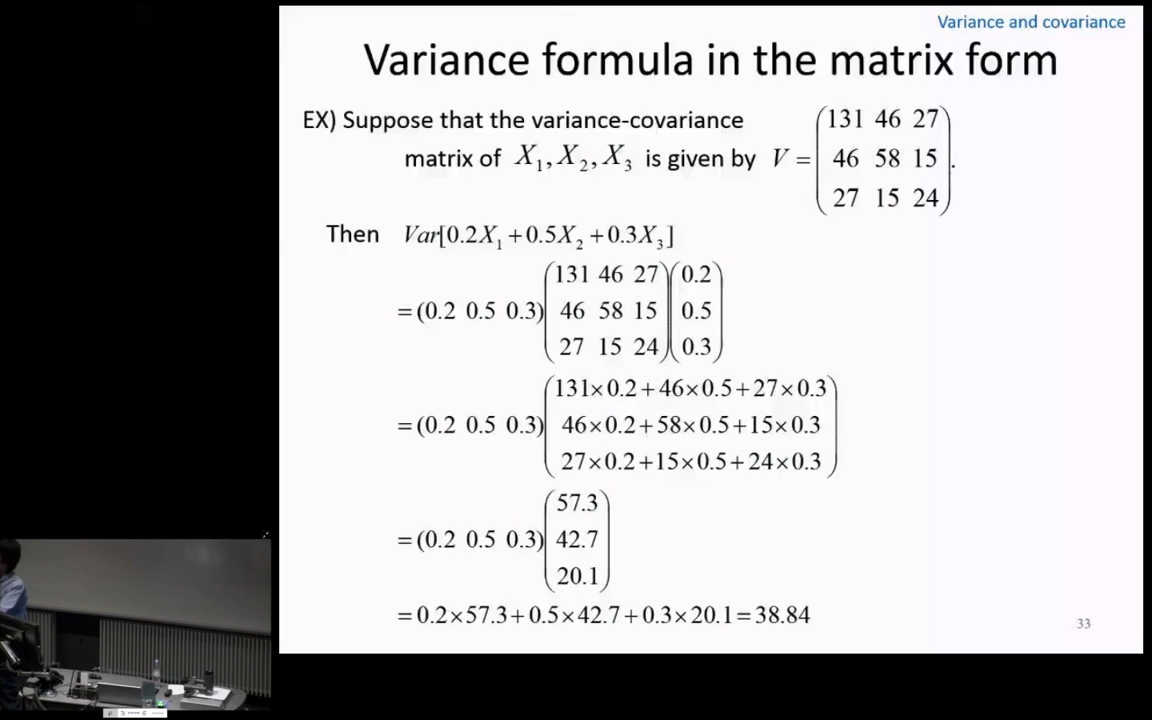 Variance and covariance
Variance formula in the matrix form
EX) Suppose that the variance-covariance
matrix of X₁, X₂, X₃ is given by V = (131 46 27
46 58 15
27 15 24).
Then Var[0.2X₁ + 0.5X₂ + 0.3X₃]
= (0.2 0.5 0.3) (131 46 27) (0.2
46 58 15 0.5
27 15 24) 0.3)
= (0.2 0.5 0.3) (131×0.2+46×0.5+27×0.3
46×0.2+58×0.5+15×0.3
27×0.2+15×0.5+24×0.3)
= (0.2 0.5 0.3) (57.3
42.7
20.1)
= 0.2×57.3+0.5×42.7+0.3×20.1=38.84
33